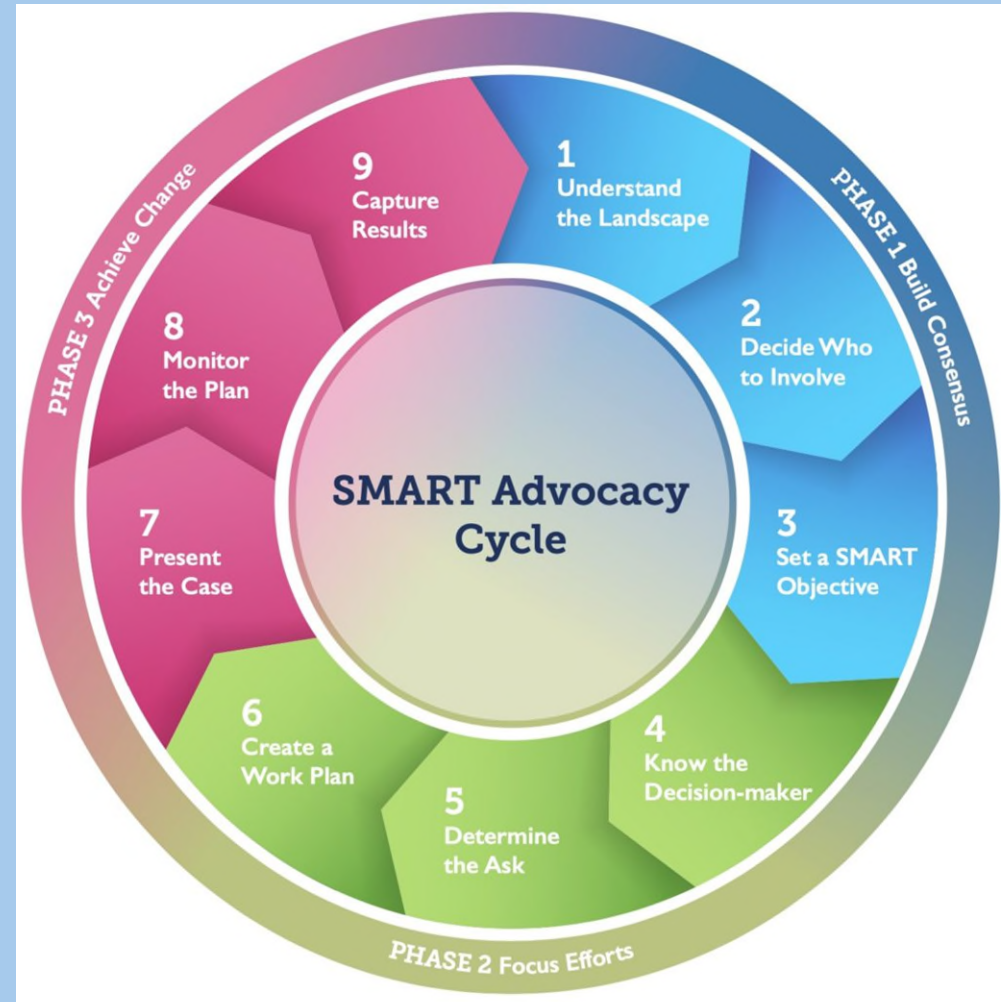 SMART Advocacy
Cycle
PHASE 1 Build Consensus
1
Understand
the Landscape
2
Decide Who
to Involve
3
Set a SMART
Objective
PHASE 2 Focus Efforts
4
Know the
Decision-maker
5
Determine
the Ask
6
Create a
Work Plan
PHASE 3 Achieve Change
7
Present
the Case
8
Monitor
the Plan
9
Capture
Results